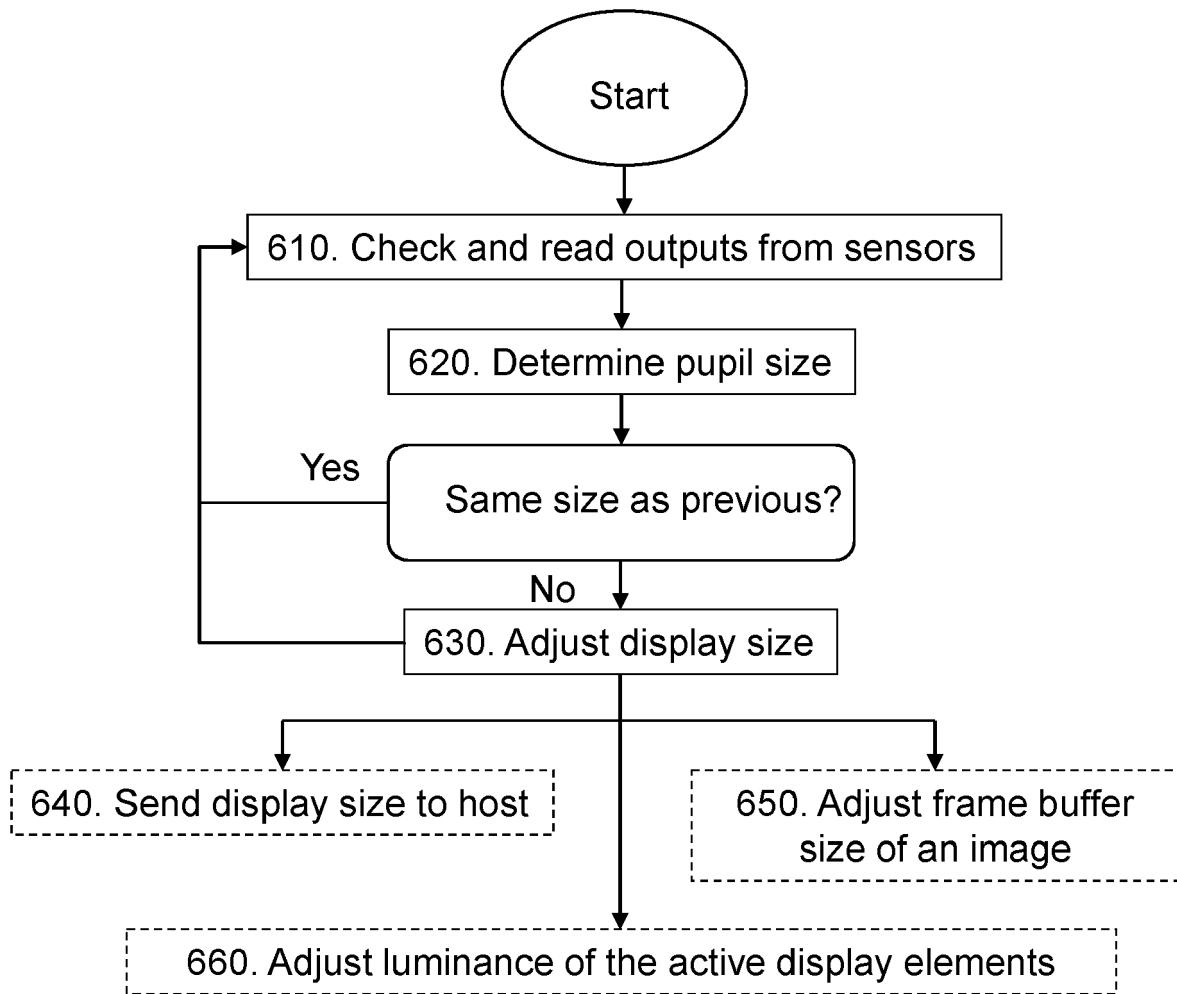 Start
610. Check and read outputs from sensors
620. Determine pupil size
Yes
Same size as previous?
No
630. Adjust display size
640. Send display size to host
650. Adjust frame buffer
size of an image
660. Adjust luminance of the active display elements